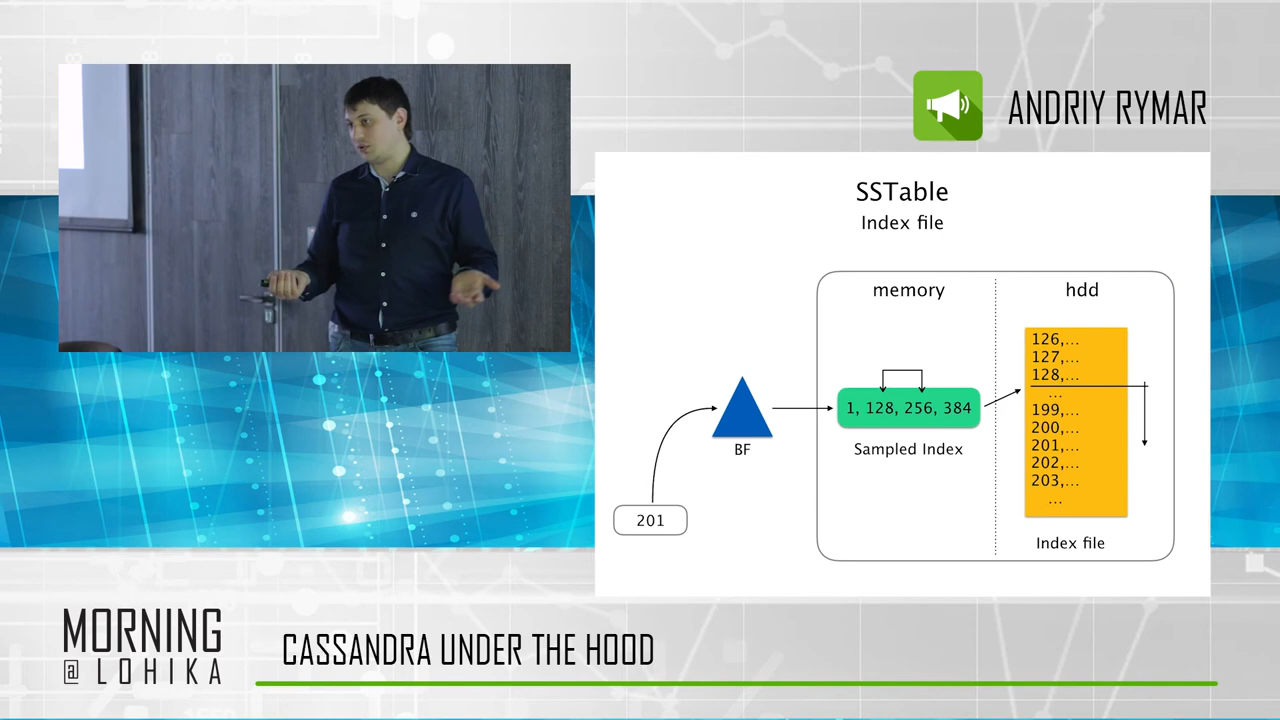 ANDRIY RYMAR
SSTable
Index file
memory
hdd
126,...
127,...
128,...
...
199,...
200,...
201,...
202,...
203,...
...
1, 128, 256, 384
BF
Sampled Index
201
Index file
MORNING
@ LOHIKA
CASSANDRA UNDER THE HOOD